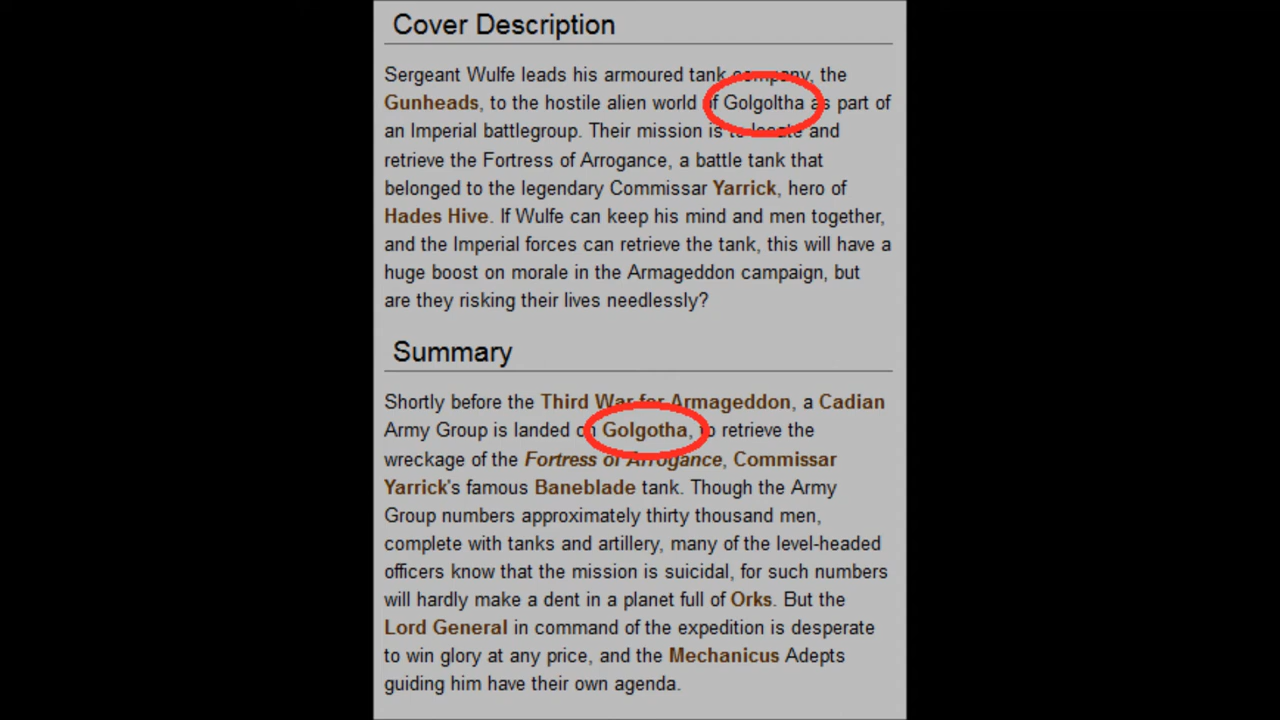 Cover Description
Sergeant Wulfe leads his armoured tank company, the
Gunheads, to the hostile alien world of Golgoltha as part of
an Imperial battlegroup. Their mission is to locate and
retrieve the Fortress of Arrogance, a battle tank that
belonged to the legendary Commissar Yarrick, hero of
Hades Hive. If Wulfe can keep his mind and men together,
and the Imperial forces can retrieve the tank, this will have a
huge boost on morale in the Armageddon campaign, but
are they risking their lives needlessly?
Summary
Shortly before the Third War for Armageddon, a Cadian
Army Group is landed on Golgotha, to retrieve the
wreckage of the Fortress of Arrogance, Commissar
Yarrick's famous Baneblade tank. Though the Army
Group numbers approximately thirty thousand men,
complete with tanks and artillery, many of the level-headed
officers know that the mission is suicidal, for such numbers
will hardly make a dent in a planet full of Orks. But the
Lord General in command of the expedition is desperate
to win glory at any price, and the Mechanicus Adepts
guiding him have their own agenda.